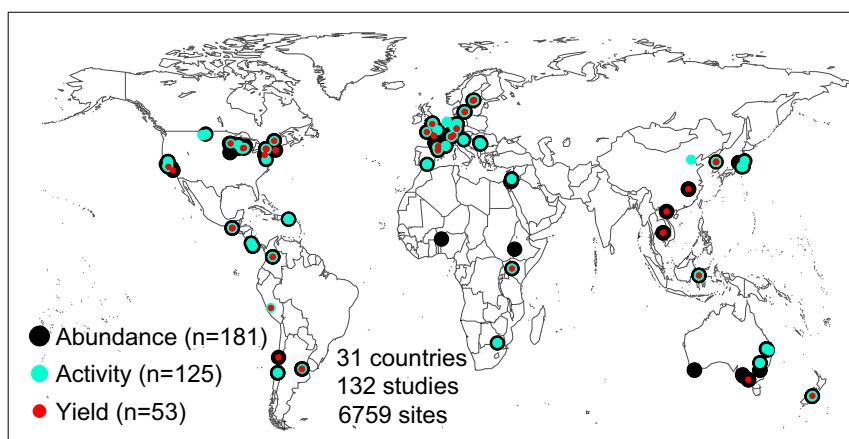 Abundance (n=181)
Activity (n=125)
Yield (n=53)
31 countries
132 studies
6759 sites